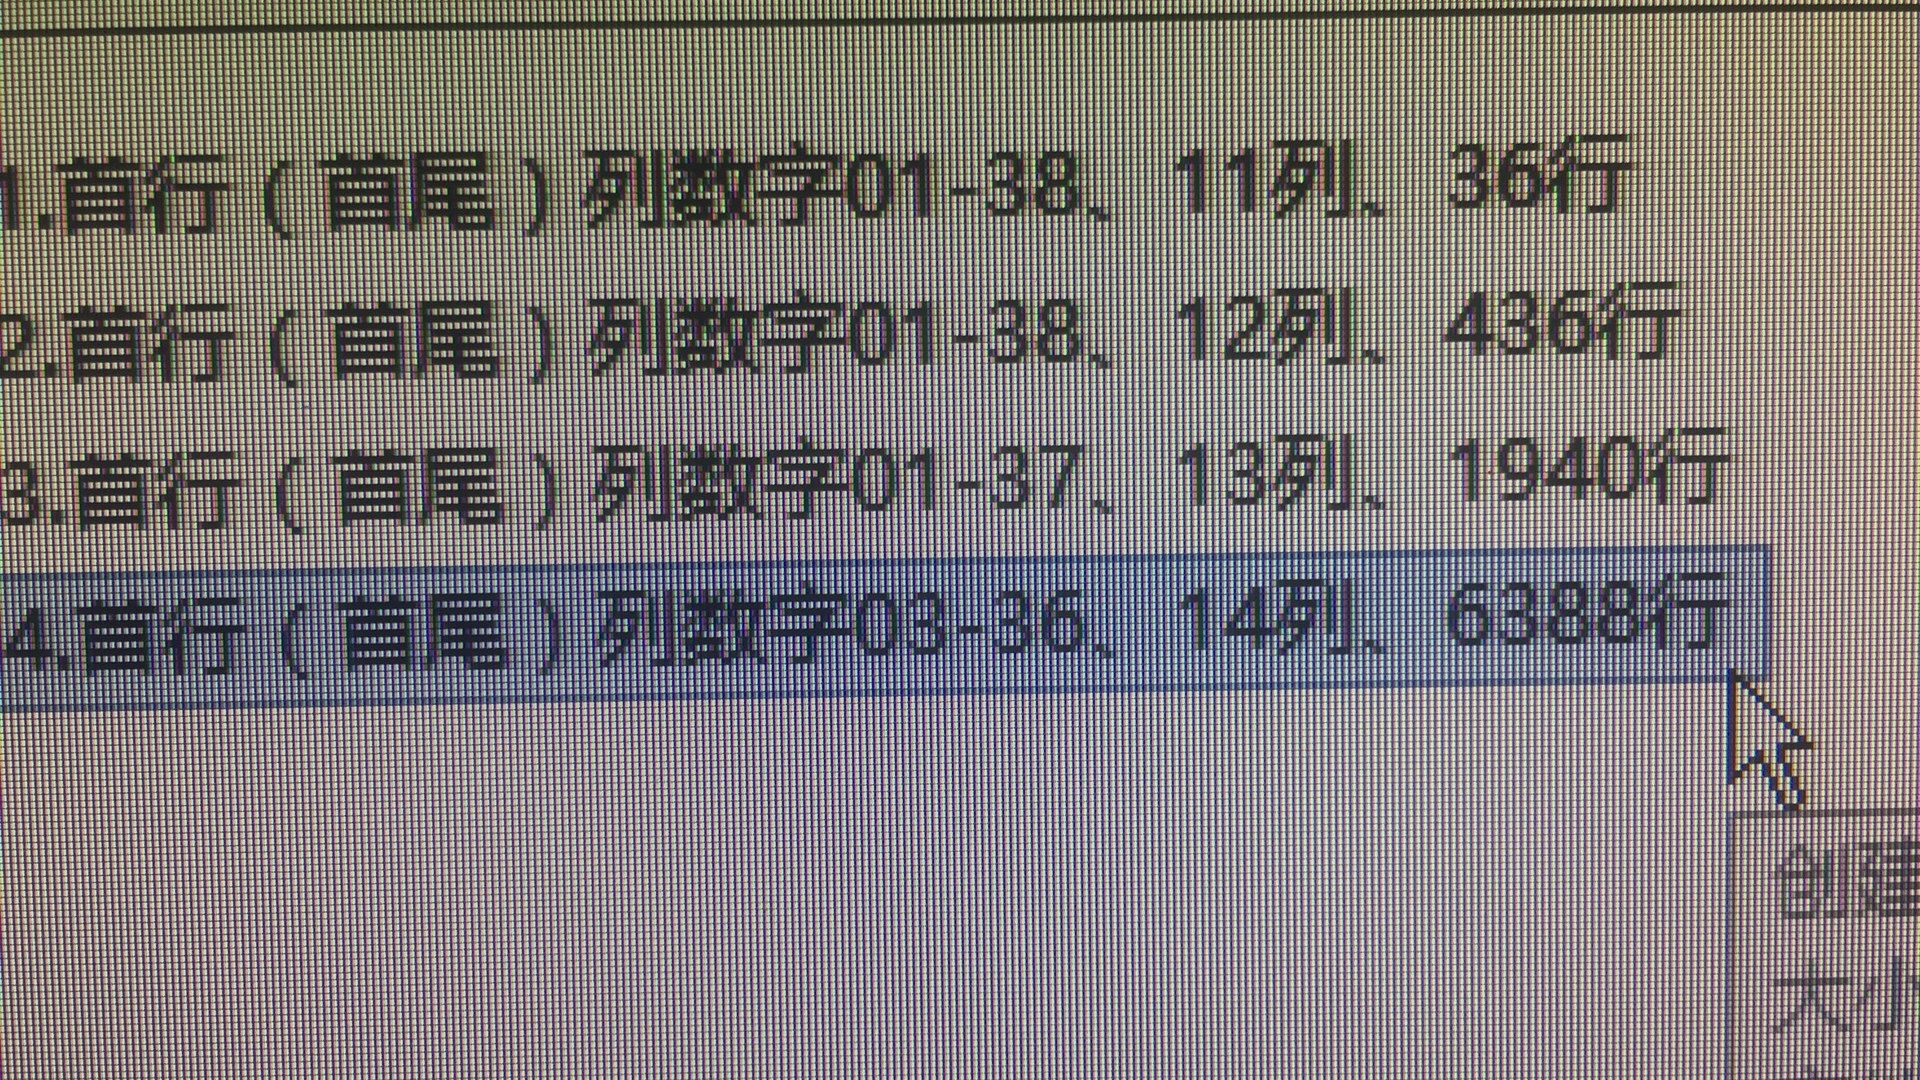 1.首行（首尾）列数字01-38、 11列、 36行
2.首行（首尾）列数字01-38、 12列、 436行
3.首行（首尾）列数字01-37、 13列、 1940行
4.首行（首尾）列数字03-36、 14列、 6388行
创建
大小